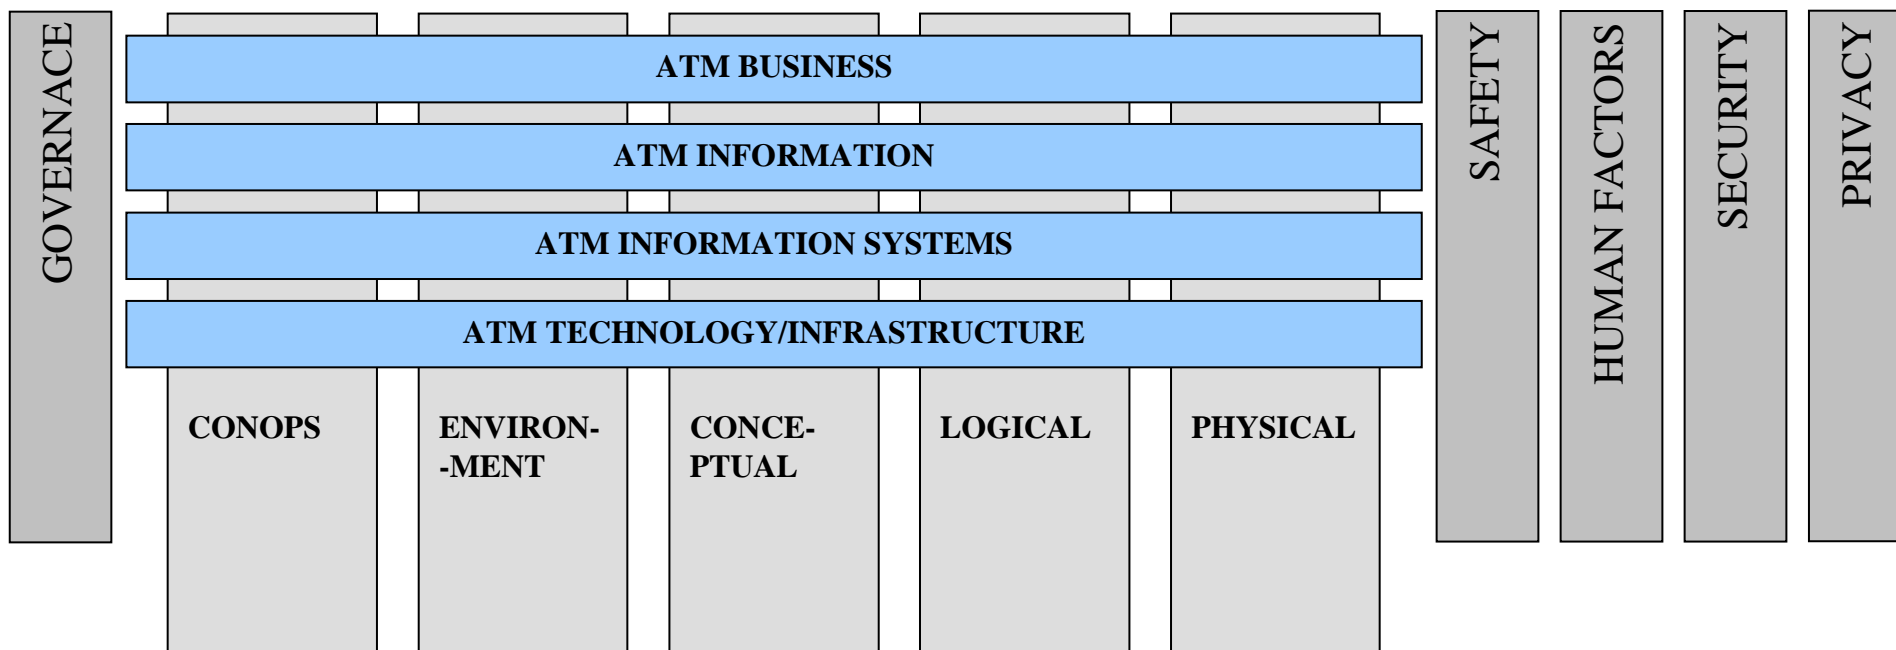 GOVERNACE
ATM BUSINESS
ATM INFORMATION
ATM INFORMATION SYSTEMS
ATM TECHNOLOGY/INFRASTRUCTURE
CONOPS
ENVIRON-
-MENT
CONCE-
PTUAL
LOGICAL
PHYSICAL
SAFETY
HUMAN FACTORS
SECURITY
PRIVACY